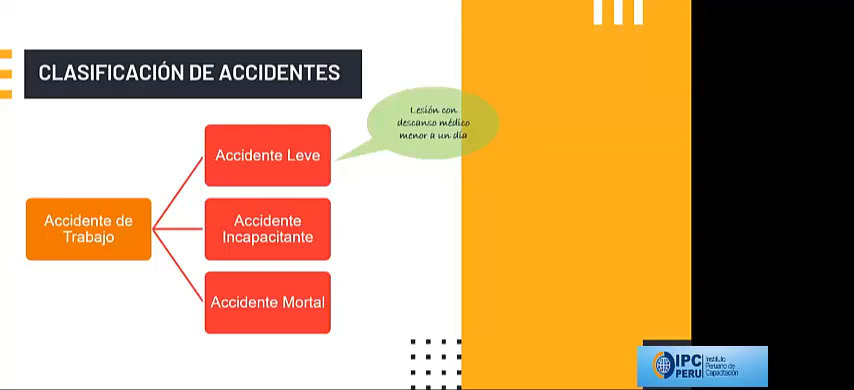 CLASIFICACIÓN DE ACCIDENTES
Lesión con
descanso médico
menor a un día
Accidente Leve
Accidente de
Trabajo
Accidente
Incapacitante
Accidente Mortal
IPC
PERU
Instituto
Peruano de
Capacitación